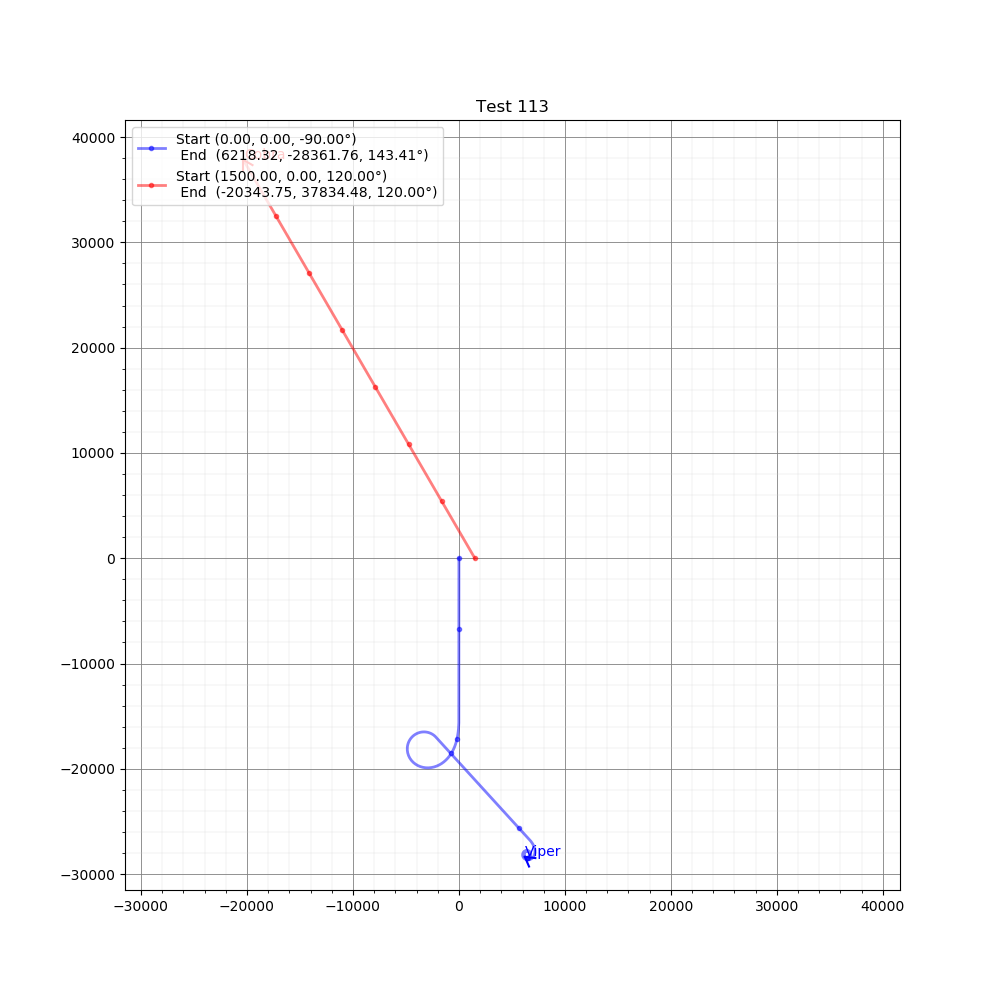 Test 113
Start (0.00, 0.00, -90.00°)
End (6218.32, -28361.76, 143.41°)
Start (1500.00, 0.00, 120.00°)
End (-20343.75, 37834.48, 120.00°)
40000
30000
20000
10000
0
−10000
−20000
−30000
Viper
−30000 −20000 −10000 0 10000 20000 30000 40000